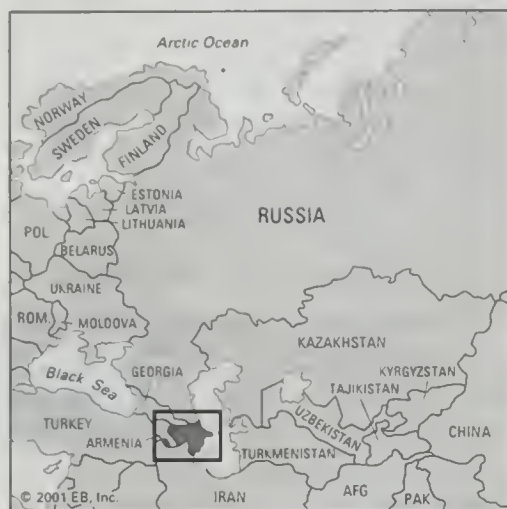 Arctic Ocean
NORWAY
SWEDEN
FINLAND
ESTONIA
LATVIA
LITHUANIA
RUSSIA
POL
BELARUS
UKRAINE
ROM.
MOLDOVA
KAZAKHSTAN
GEORGIA
KYRGYZSTAN
Black Sea
TAJIKISTAN
UZBEKISTAN
TURKEY
CHINA
ARMENIA
TURKMENISTAN
© 2001 EB, Inc.
IRAN
AFG
PAK